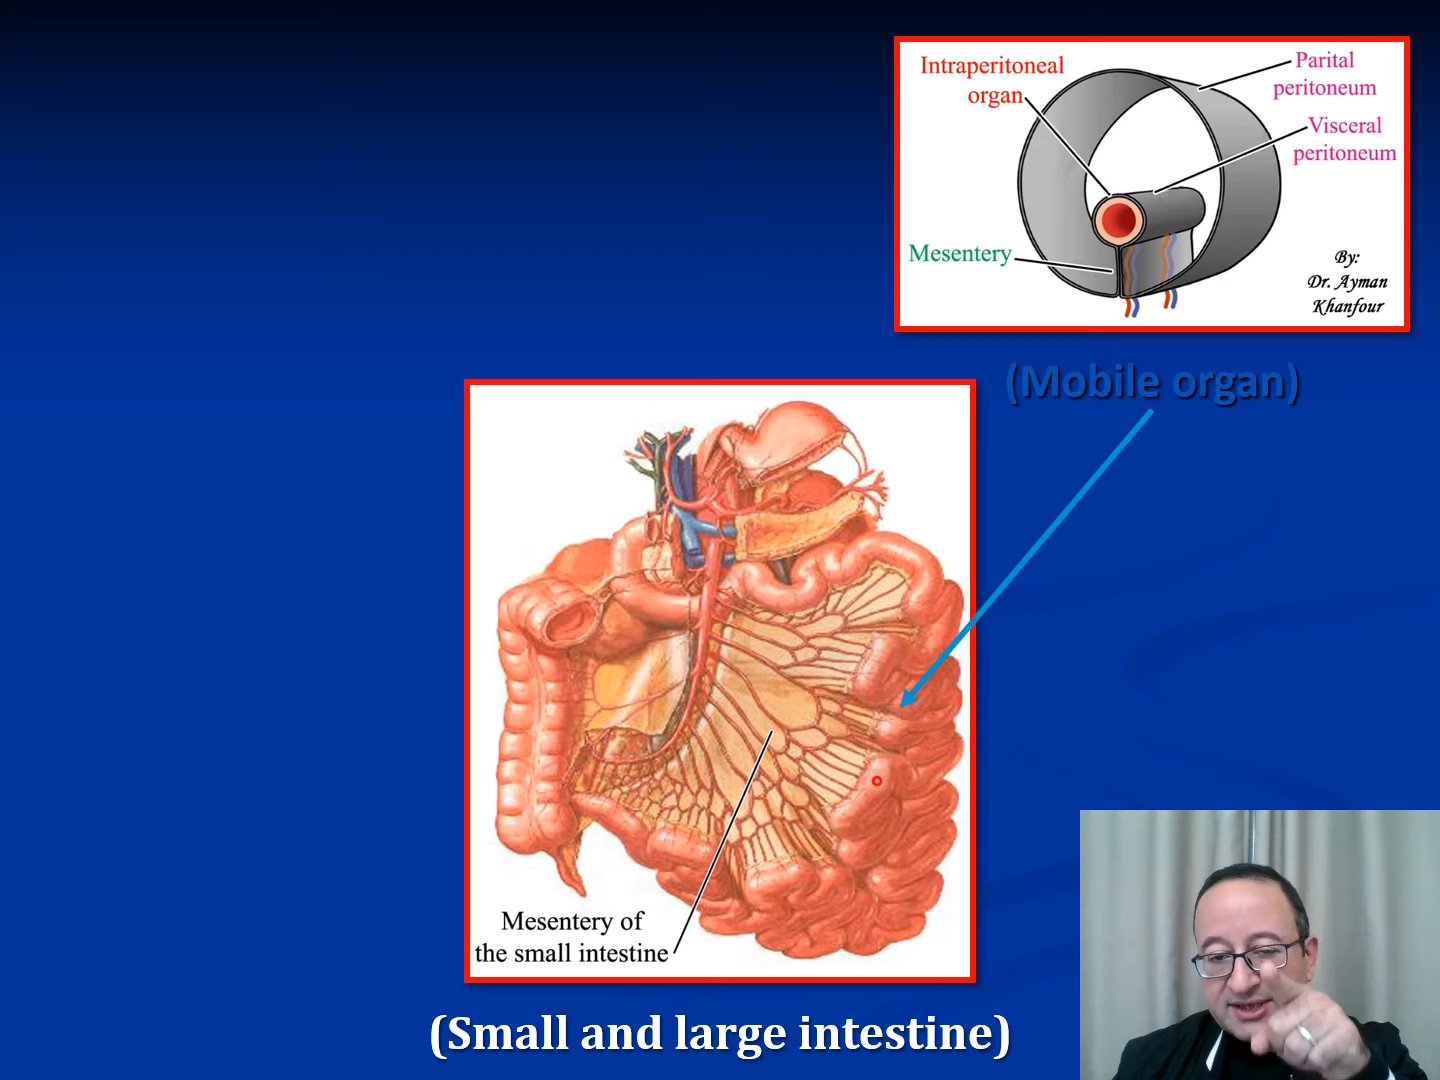 Intraperitoneal
organ
Parital
peritoneum
Visceral
peritoneum
Mesentery
By:
Dr. Ayman
Khanfour
(Mobile organ)
Mesentery of
the small intestine
(Small and large intestine)